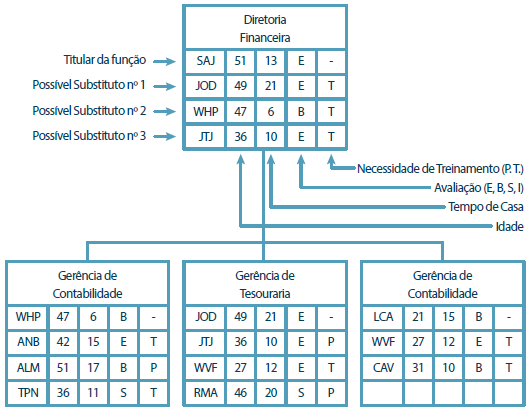 Diretoria
Financeira
Titular da função SAJ 51 13 E -
Possível Substituto nº 1 JOD 49 21 E T
Possível Substituto nº 2 WHP 47 6 B T
Possível Substituto nº 3 JTJ 36 10 E T
Necessidade de Treinamento (P. T.)
Avaliação (E, B, S, I)
Tempo de Casa
Idade
Gerência de
Contabilidade
WHP 47 6 B -
ANB 42 15 E T
ALM 51 17 B P
TPN 36 11 S T
Gerência de
Tesouraria
JOD 49 21 E -
JTJ 36 10 E P
WVF 27 12 E T
RMA 46 20 S P
Gerência de
Contabilidade
LCA 21 15 B -
WVF 27 12 E T
CAV 31 10 B T